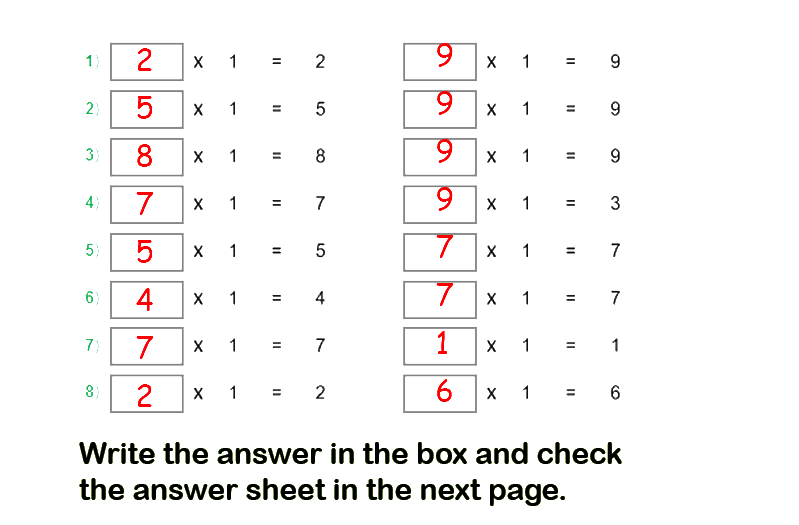 1) 2 x 1 = 2 9 x 1 = 9
2) 5 x 1 = 5 9 x 1 = 9
3) 8 x 1 = 8 9 x 1 = 9
4) 7 x 1 = 7 9 x 1 = 3
5) 5 x 1 = 5 7 x 1 = 7
6) 4 x 1 = 4 7 x 1 = 7
7) 7 x 1 = 7 1 x 1 = 1
8) 2 x 1 = 2 6 x 1 = 6
Write the answer in the box and check
the answer sheet in the next page.